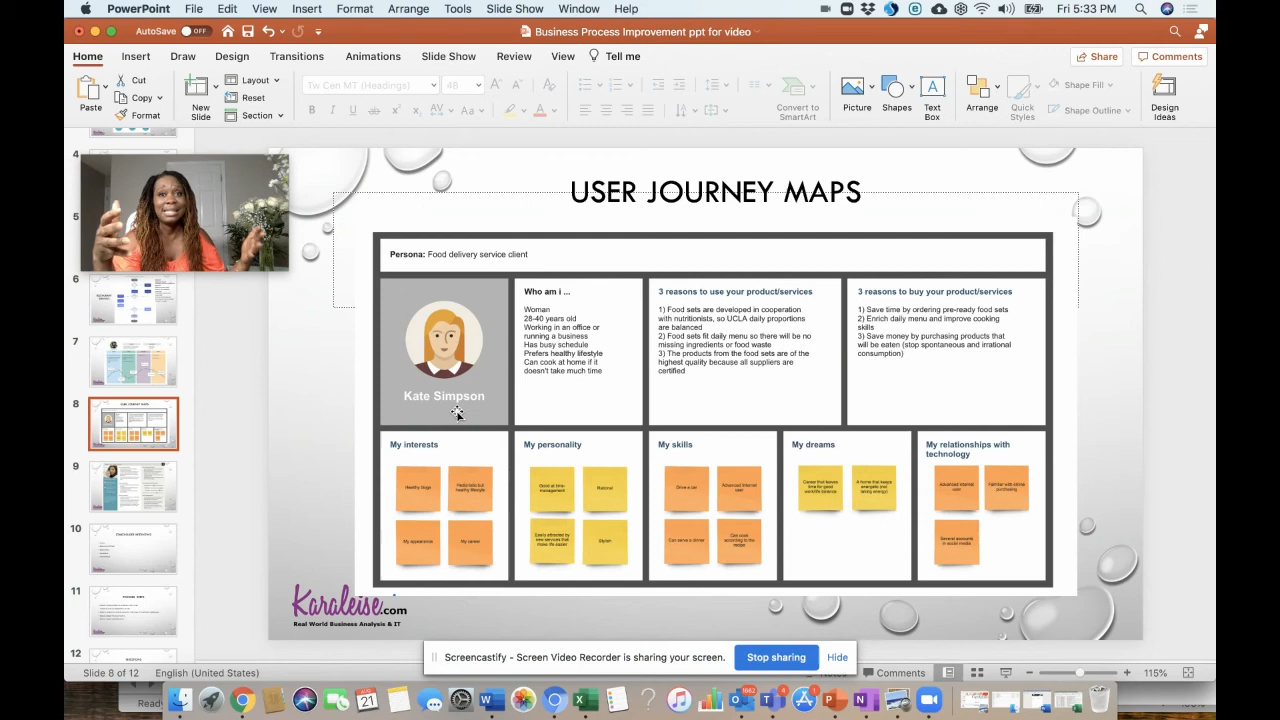 PowerPoint File Edit View Insert Format Arrange Tools Slide Show Window Help Fri 5:33 PM
AutoSave OFF Business Process Improvement ppt for video
Home Insert Draw Design Transitions Animations Slide Show Review View Tell me Share Comments
Cut Layout Tw Cen MT (Headings) 48 Shape Fill
Copy Reset
Paste Format New Slide Section Convert to SmartArt Picture Shapes Text Box Arrange Quick Styles Shape Outline Design Ideas
4
5
6
7
8
9
10
11
12
USER JOURNEY MAPS
Persona: Food delivery service client
Kate Simpson
Who am i ...
Woman
28-40 years old
Working in an office or
running a business
Has busy schedule
Prefers healthy lifestyle
Can cook at home if it
doesn't take much time
3 reasons to use your product/services
1) Food sets are developed in cooperation
with nutritionists, so UCLA daily proportions
are balanced
2) Food sets fit daily menu so there will be no
missing ingredients or food waste
3) The products from the food sets are of the
highest quality because all suppliers are
certified
3 reasons to buy your product/services
1) Save time by ordering pre-ready food sets
2) Enrich daily menu and improve cooking
skills
3) Save money by purchasing products that
will be eaten (stop spontaneous and irrational
consumption)
My interests
Healthy blogs
healthy lifestyle
My appearance
My career
My personality
Good at time-
management
Rational
Easily attracted by
new services that
make life easier
Stylish
My skills
Drive a car
Advanced Internet
user
Can serve a dinner
Can cook
according to the
recipe
My dreams
Career that leaves
time for good
work/life balance
A home that keeps
energetic (not
taking energy)
My relationships with
technology
Advanced Internet
user
Familiar with online
purchasing
Several accounts
in social media
Karaleise.com
Real World Business Analysis & IT
Screencastify - Screen Video Recorder is sharing your screen. Stop sharing Hide
Slide 8 of 12 English (United States) Comments 115%
Ready